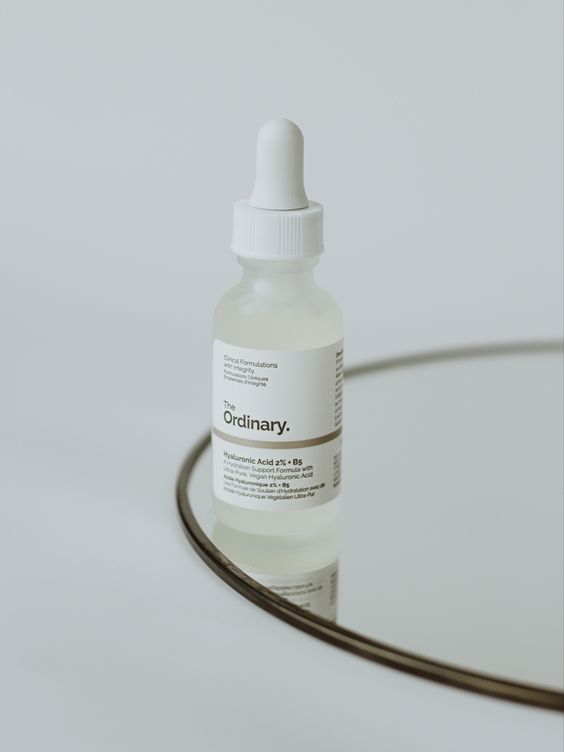 Clinical Formulations
with Integrity.
Formulations Cliniques
Empreintes d'Intégrité.
The
Ordinary.
Hyaluronic Acid 2% + B5
A Hydration Support Formula with
Ultra-Pure, Vegan Hyaluronic Acid
Acide Hyaluronique 2% + B5
Une Formule de Soutien d'Hydratation avec de
l'Acide Hyaluronique Végétalien Ultra-Pur